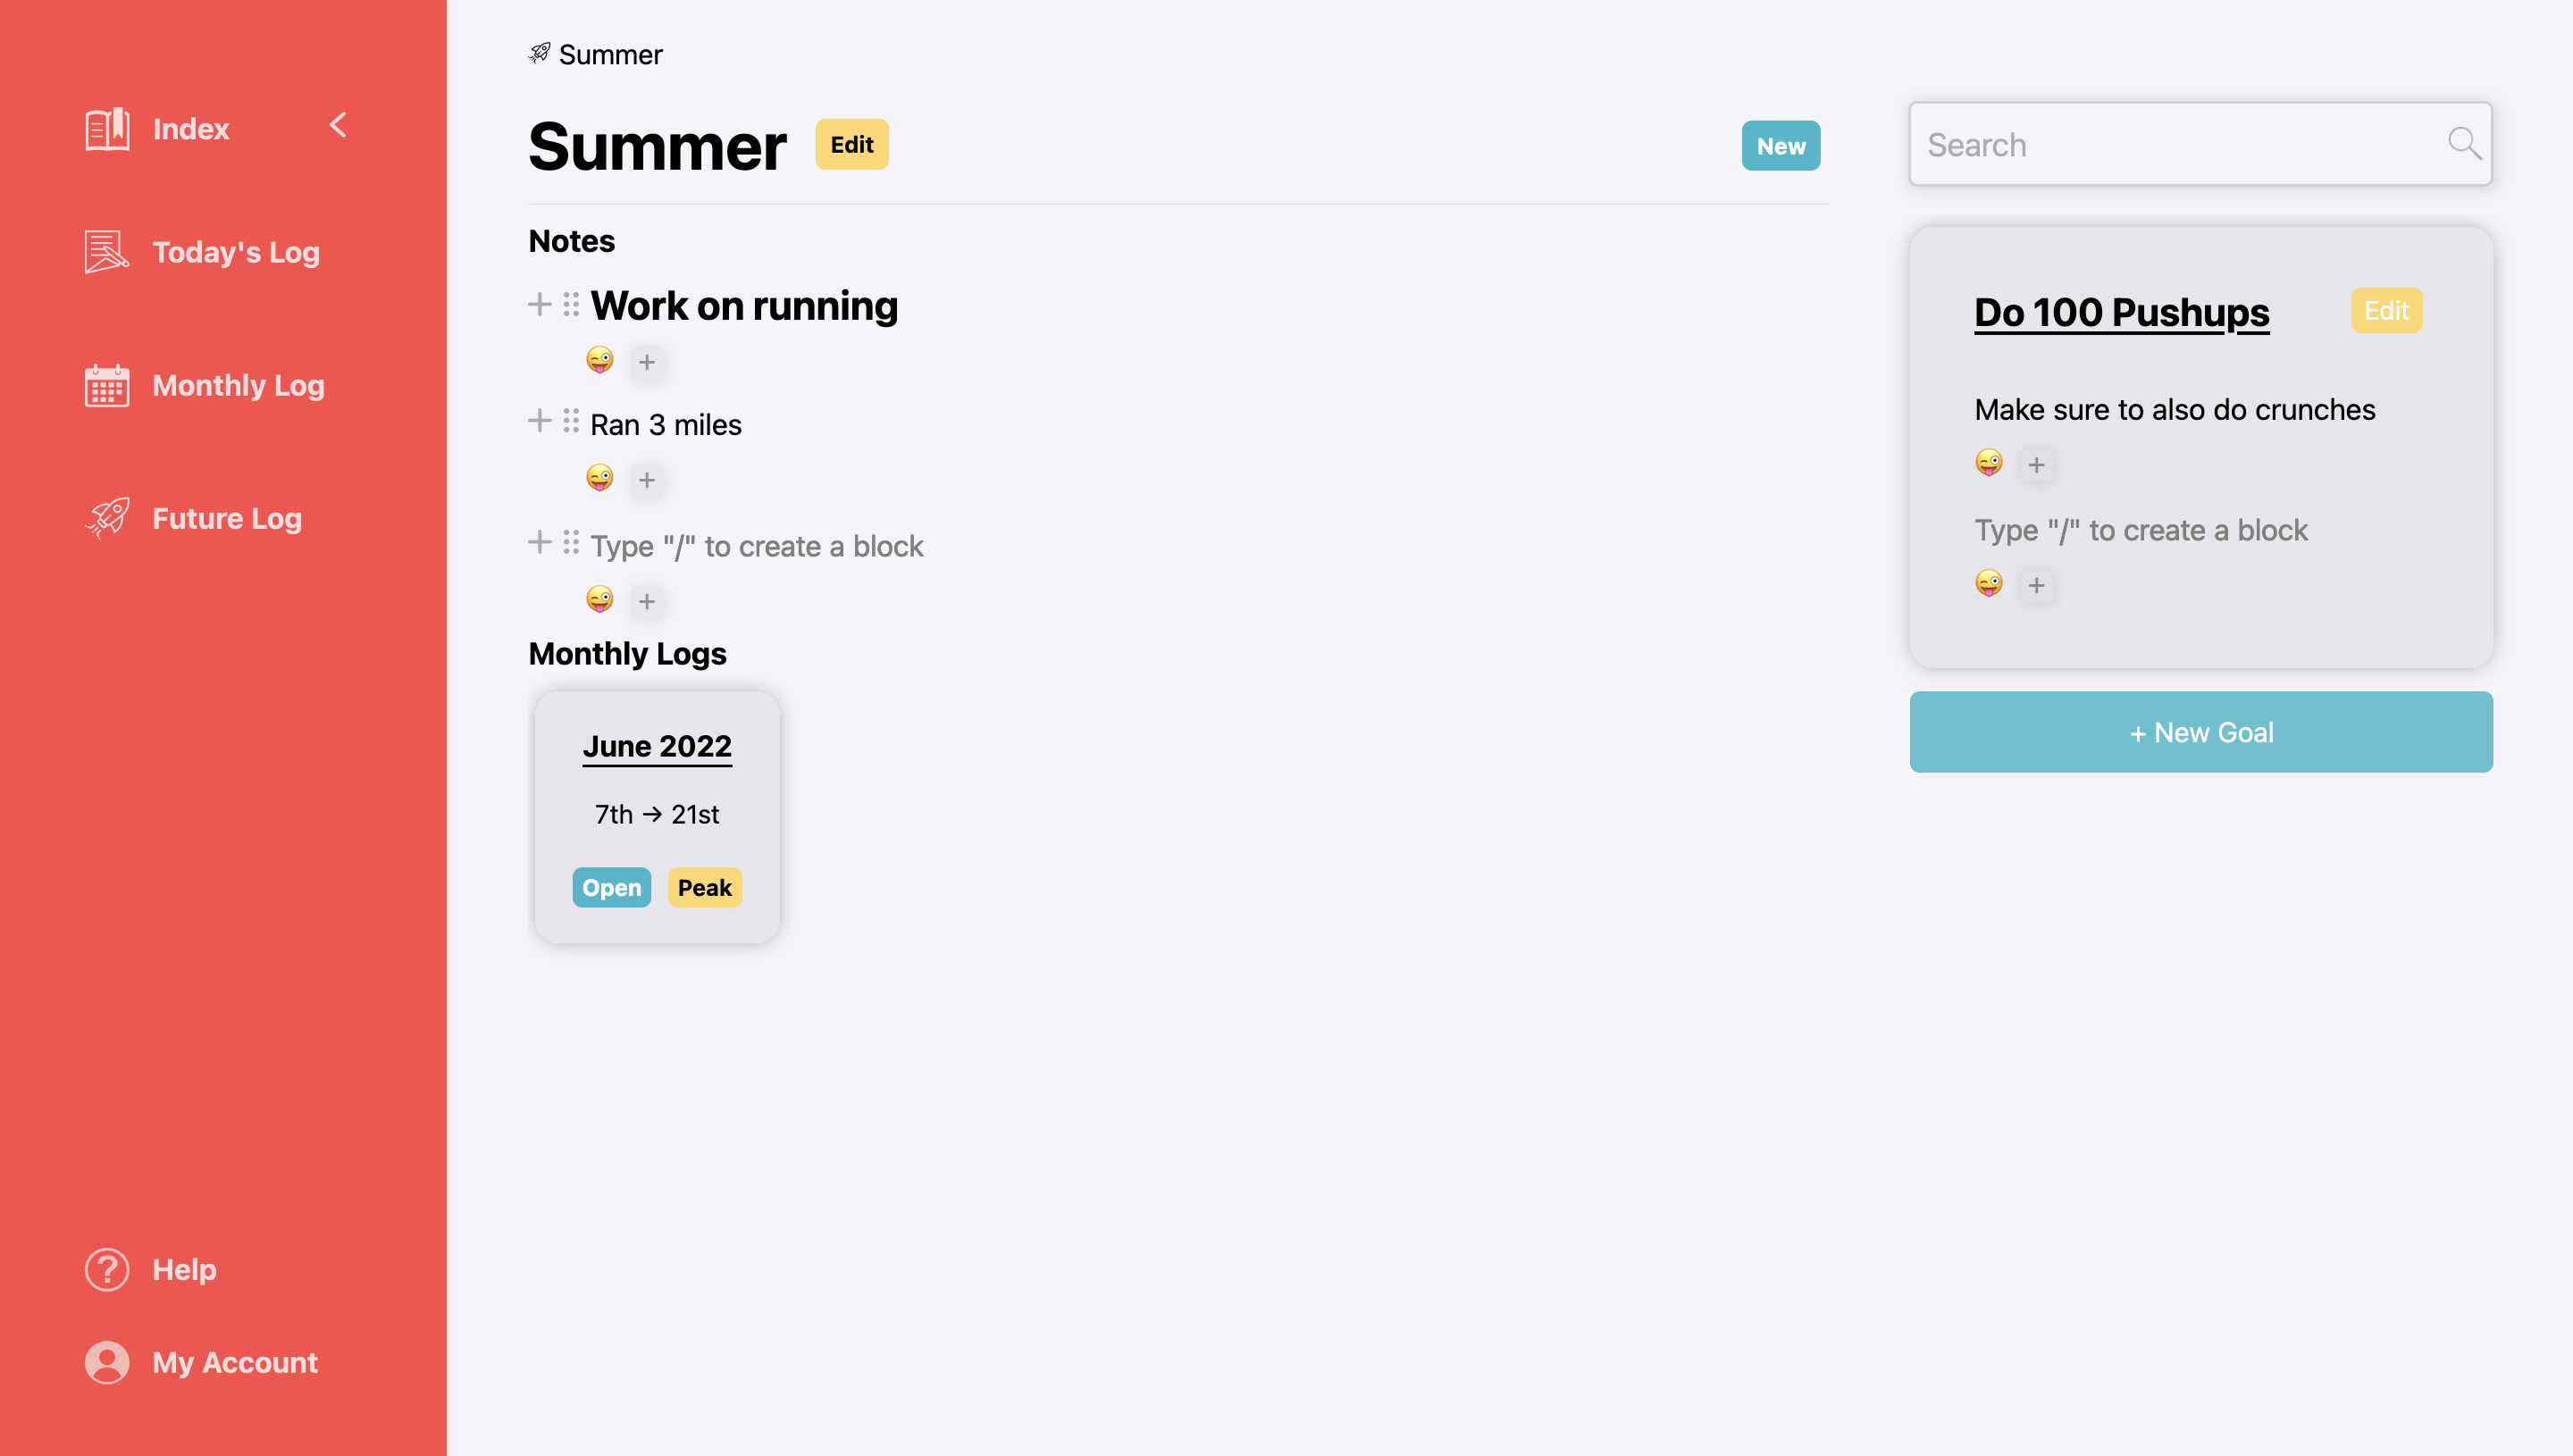 Index
Today's Log
Monthly Log
Future Log
Help
My Account
Summer
Summer Edit New
Notes
Work on running
+
Ran 3 miles
+
Type "/" to create a block
+
Monthly Logs
June 2022
7th → 21st
Open Peak
Search
Do 100 Pushups Edit
Make sure to also do crunches
+
Type "/" to create a block
+
+ New Goal